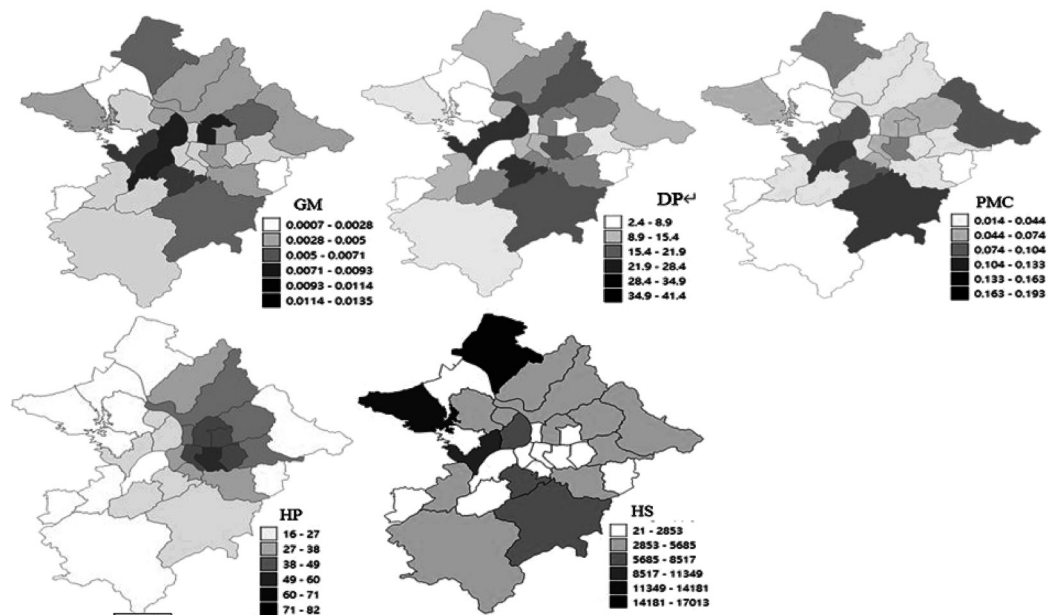 GM
0.0007 - 0.0028
0.0028 - 0.005
0.005 - 0.0071
0.0071 - 0.0093
0.0093 - 0.0114
0.0114 - 0.0135
DP↵
2.4 - 8.9
8.9 - 15.4
15.4 - 21.9
21.9 - 28.4
28.4 - 34.9
34.9 - 41.4
PMC
0.014 - 0.044
0.044 - 0.074
0.074 - 0.104
0.104 - 0.133
0.133 - 0.163
0.163 - 0.193
HP
16 - 27
27 - 38
38 - 49
49 - 60
60 - 71
71 - 82
HS
21 - 2853
2853 - 5685
5685 - 8517
8517 - 11349
11349 - 14181
14181 - 17013